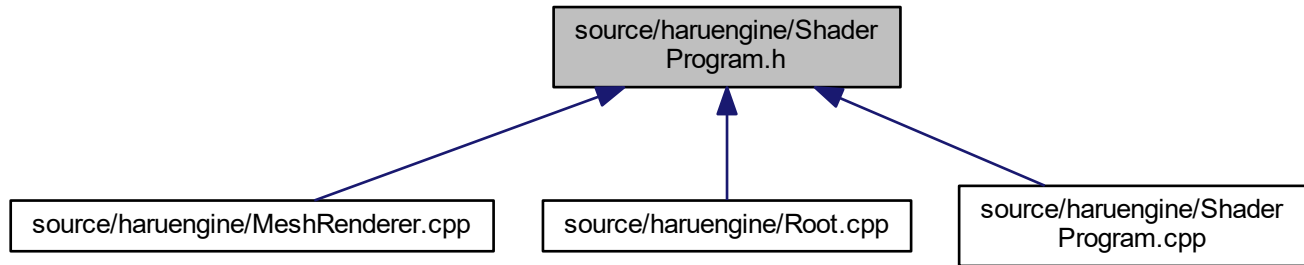 source/haruengine/Shader
Program.h
source/haruengine/MeshRenderer.cpp
source/haruengine/Root.cpp
source/haruengine/Shader
Program.cpp